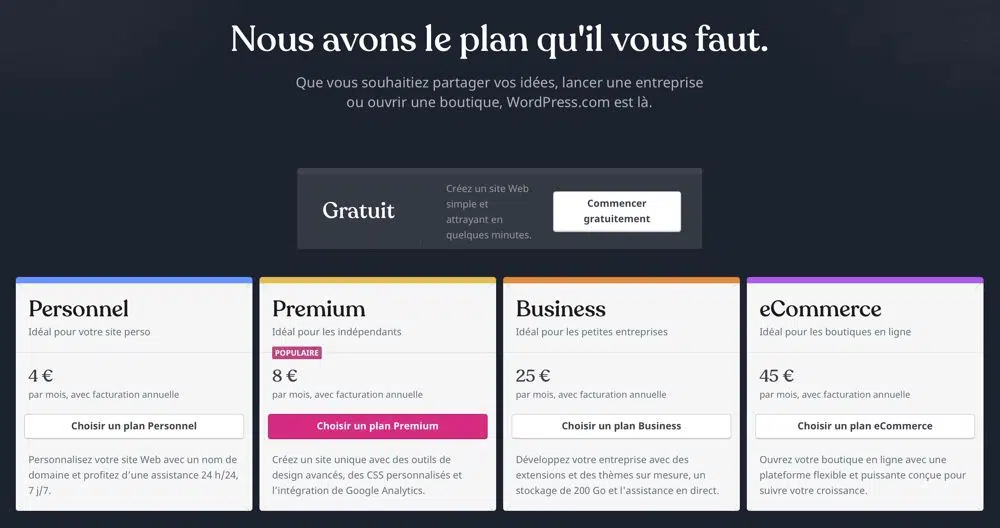 Nous avons le plan qu'il vous faut.
Que vous souhaitiez partager vos idées, lancer une entreprise
ou ouvrir une boutique, WordPress.com est là.
Gratuit
Créez un site Web
simple et
attrayant en
quelques minutes.
Commencer
gratuitement
Personnel
Idéal pour votre site perso
4 €
par mois, avec facturation annuelle
Choisir un plan Personnel
Personnalisez votre site Web avec un nom de
domaine et profitez d'une assistance 24 h/24,
7 j/7.
Premium
Idéal pour les indépendants
POPULAIRE
8 €
par mois, avec facturation annuelle
Choisir un plan Premium
Créez un site unique avec des outils de
design avancés, des CSS personnalisés et
l'intégration de Google Analytics.
Business
Idéal pour les petites entreprises
25 €
par mois, avec facturation annuelle
Choisir un plan Business
Développez votre entreprise avec des
extensions et des thèmes sur mesure, un
stockage de 200 Go et l'assistance en direct.
eCommerce
Idéal pour les boutiques en ligne
45 €
par mois, avec facturation annuelle
Choisir un plan eCommerce
Ouvrez votre boutique en ligne avec une
plateforme flexible et puissante conçue pour
suivre votre croissance.